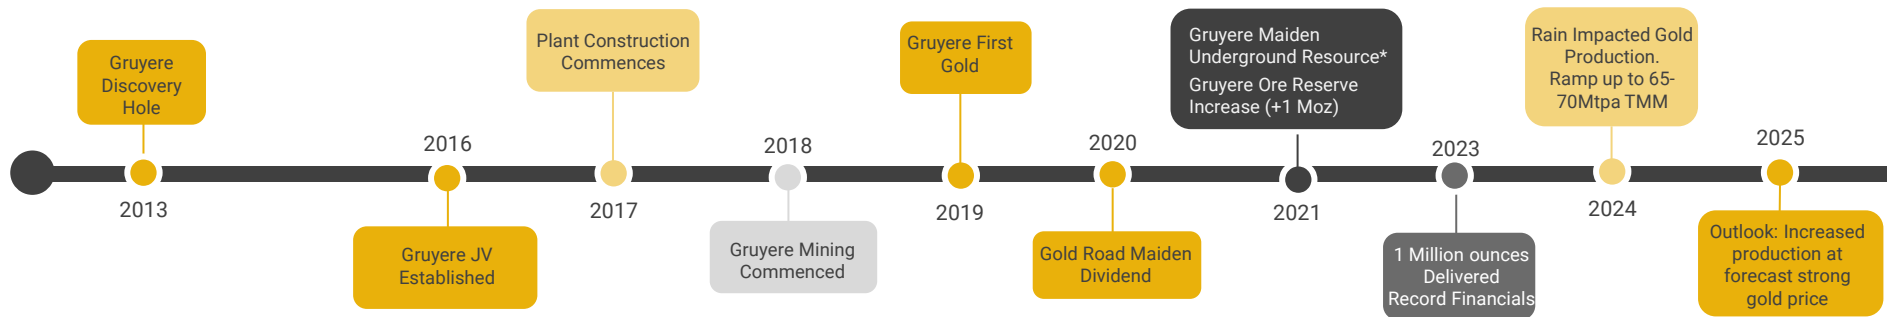 Gruyere
Discovery
Hole
2013
2016
Gruyere JV
Established
Plant Construction
Commences
2017
2018
Gruyere Mining
Commenced
Gruyere First
Gold
2019
2020
Gold Road Maiden
Dividend
Gruyere Maiden
Underground Resource*
Gruyere Ore Reserve
Increase (+1 Moz)
2021
2023
1 Million ounces
Delivered
Record Financials
Rain Impacted Gold
Production.
Ramp up to 65-
70Mtpa TMM
2024
2025
Outlook: Increased
production at
forecast strong
gold price